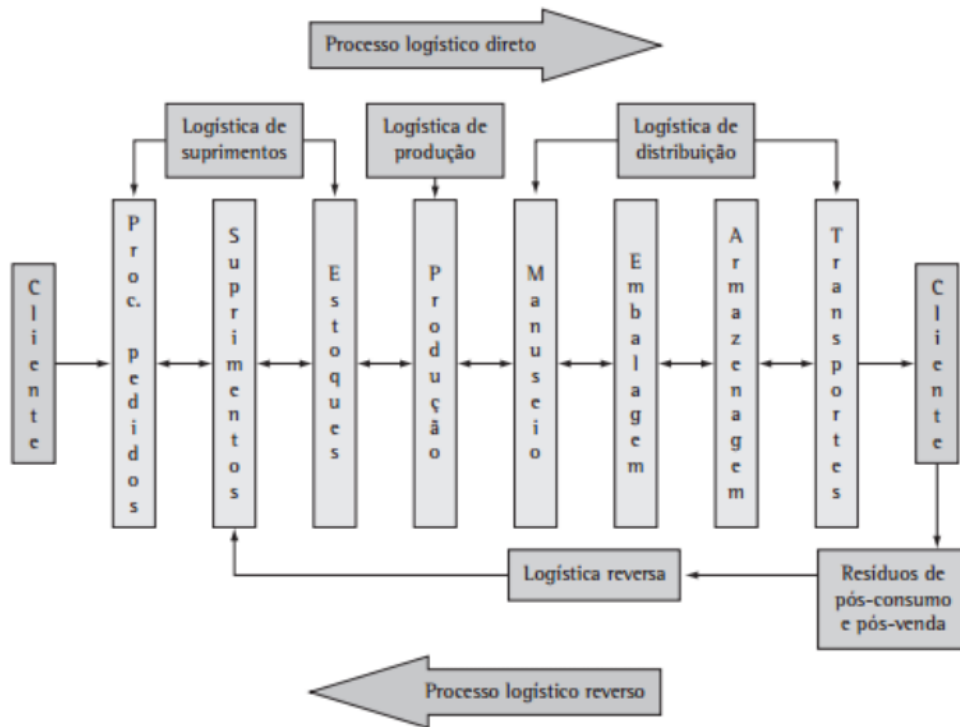 Processo logístico direto
Logística de
suprimentos
Logística de
produção
Logística de
distribuição
Cliente
Proc. pedidos
Suprimentos
Estoques
Produção
Manuseio
Embalagem
Armazenagem
Transportes
Cliente
Logística reversa
Resíduos de
pós-consumo
e pós-venda
Processo logístico reverso